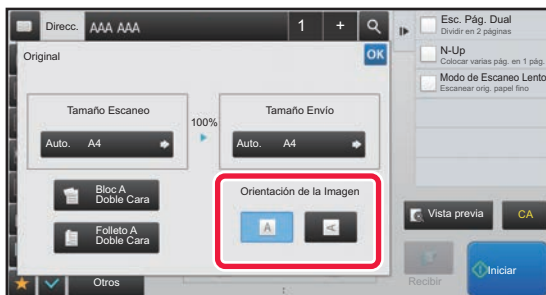 Direcc. AAA AAA 1 +
Original OK
Tamaño Escaneo
Auto. A4
100%
Tamaño Envío
Auto. A4
Bloc A
Doble Cara
Folleto A
Doble Cara
Orientación de la Imagen
A A
Otros
Esc. Pág. Dual
Dividir en 2 páginas
N-Up
Colocar varias pág. en 1 pág.
Modo de Escaneo Lento
Escanear orig. papel fino
Vista previa
CA
Recibir
Iniciar